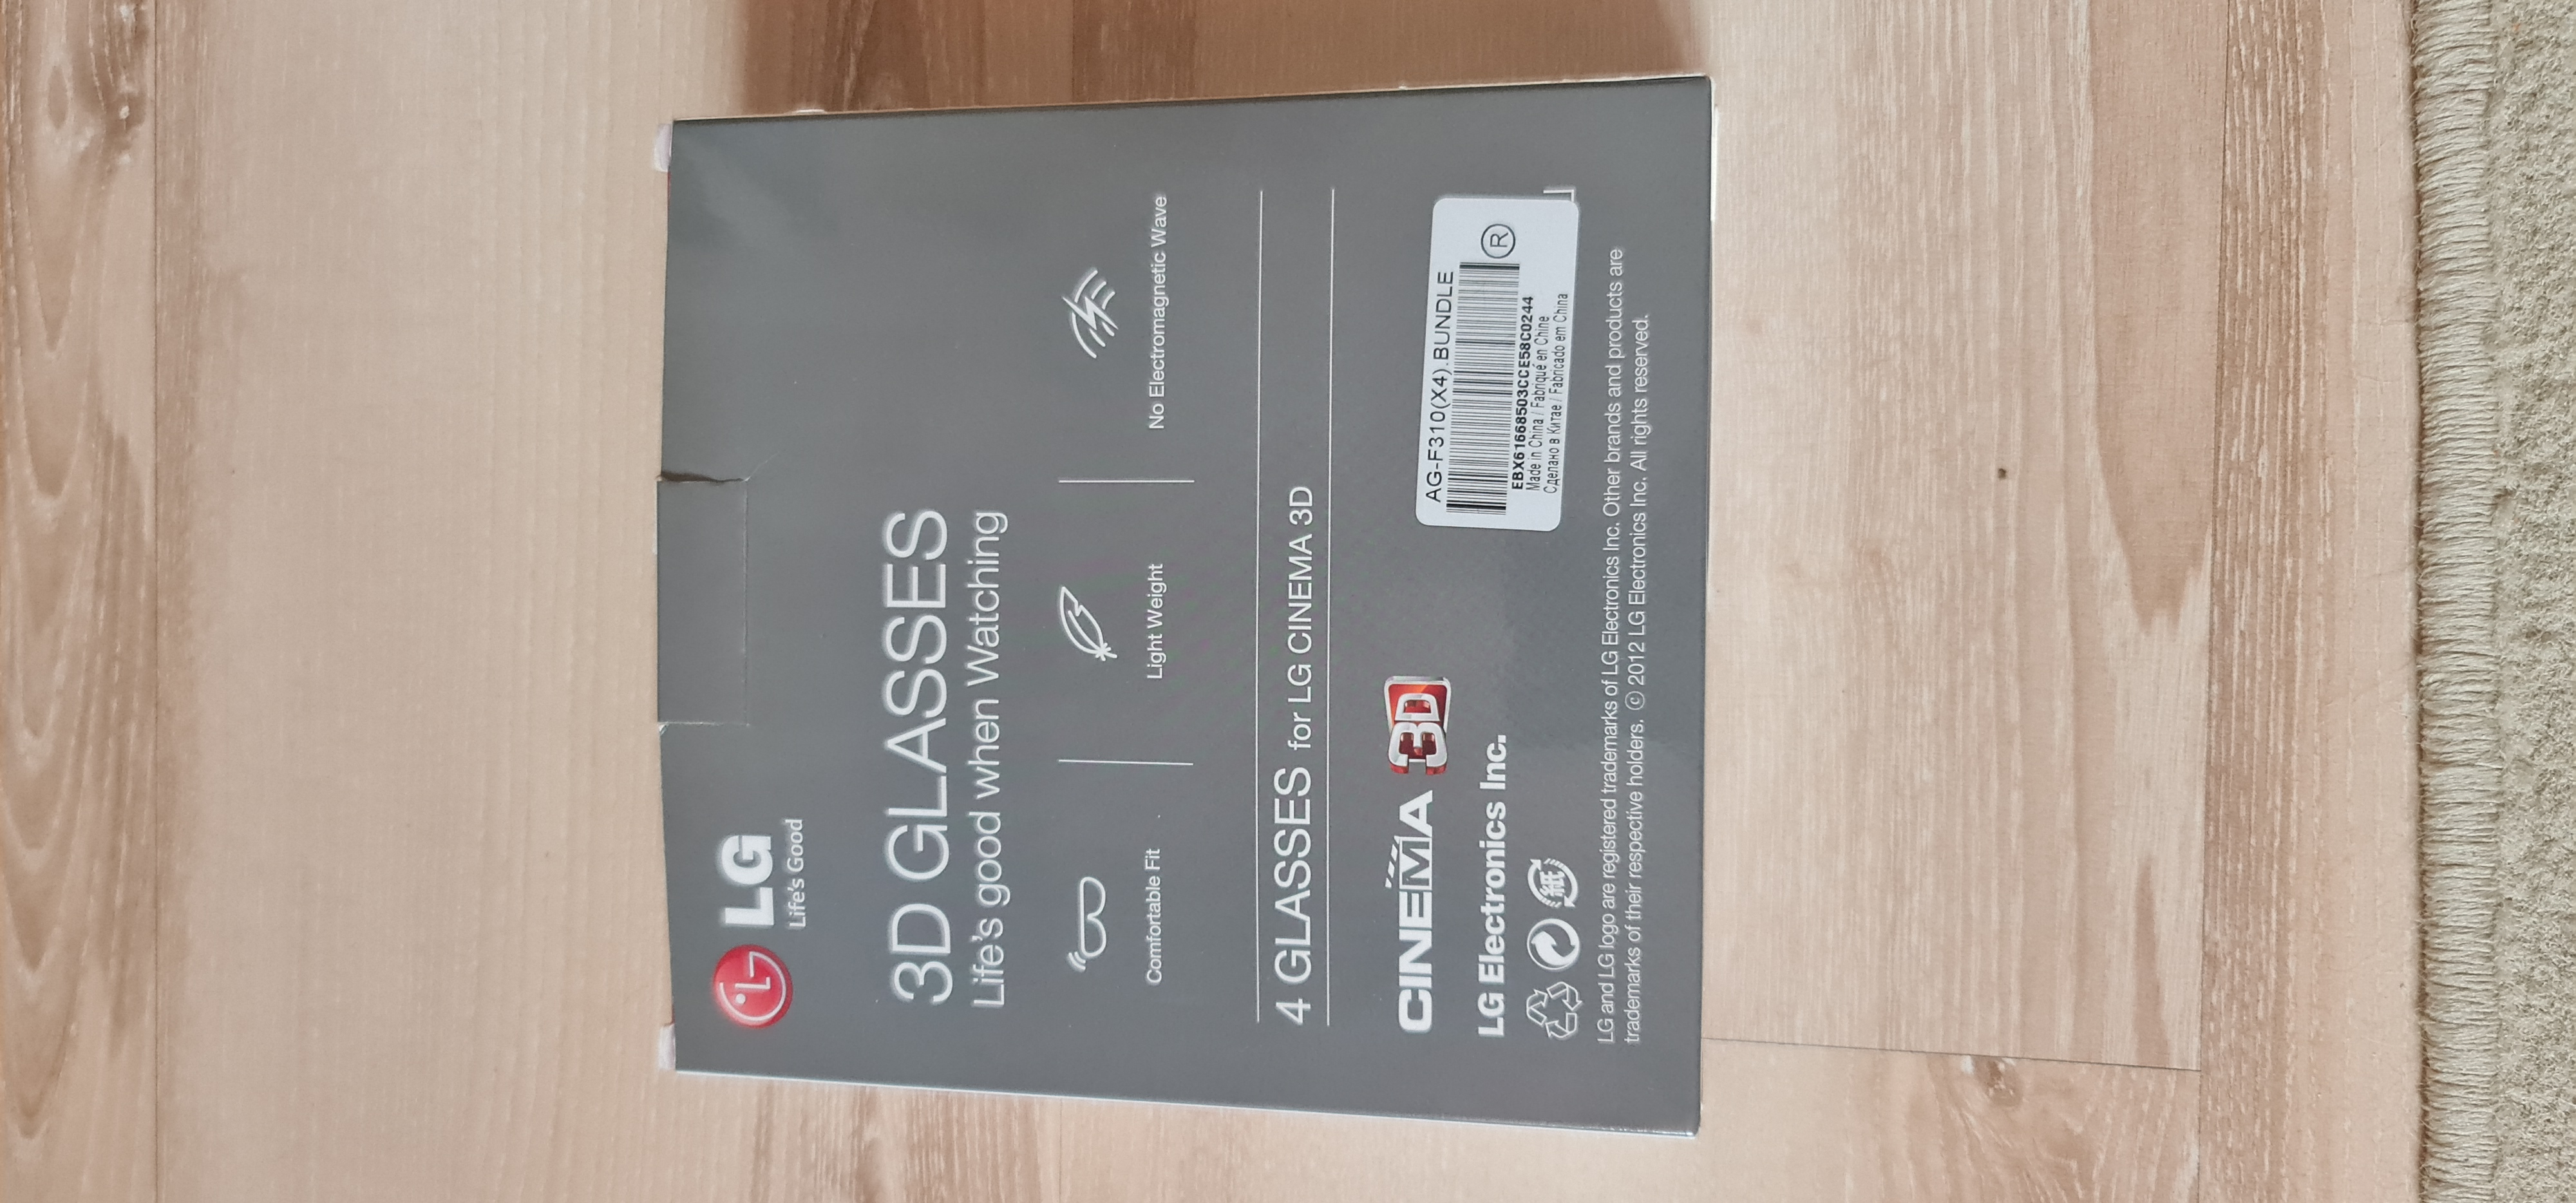 LG
Life's Good
3D GLASSES
Life's good when Watching
Comfortable Fit
Light Weight
No Electromagnetic Wave
4 GLASSES for LG CINEMA 3D
CINEMA 3D
LG Electronics Inc.
紙
AG-F310(X4).BUNDLE
R
EBX61668503CCE58C0244
Made in China / Fabriqué en Chine
Сделано в Китае / Fabricado em China
LG and LG logo are registered trademarks of LG Electronics Inc. Other brands and products are
trademarks of their respective holders. © 2012 LG Electronics Inc. All rights reserved.